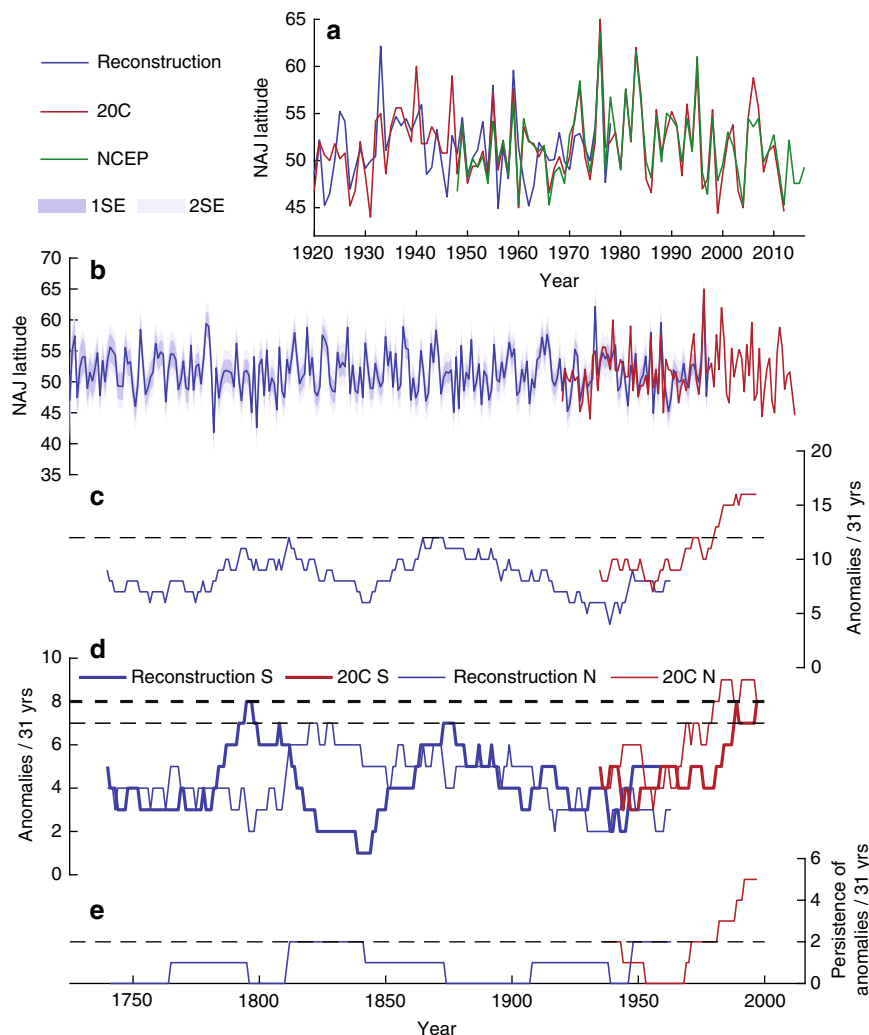 Reconstruction
20C
NCEP
1SE 2SE
a
NAJ latitude
65
60
55
50
45
1920 1930 1940 1950 1960 1970 1980 1990 2000 2010
Year
b
NAJ latitude
70
65
60
55
50
45
40
35
c
20
15
10
5
0
Anomalies / 31 yrs
d
Reconstruction S 20C S Reconstruction N 20C N
Anomalies / 31 yrs
10
8
6
4
2
0
e
6
4
2
0
Persistence of
anomalies / 31 yrs
1750 1800 1850 1900 1950 2000
Year